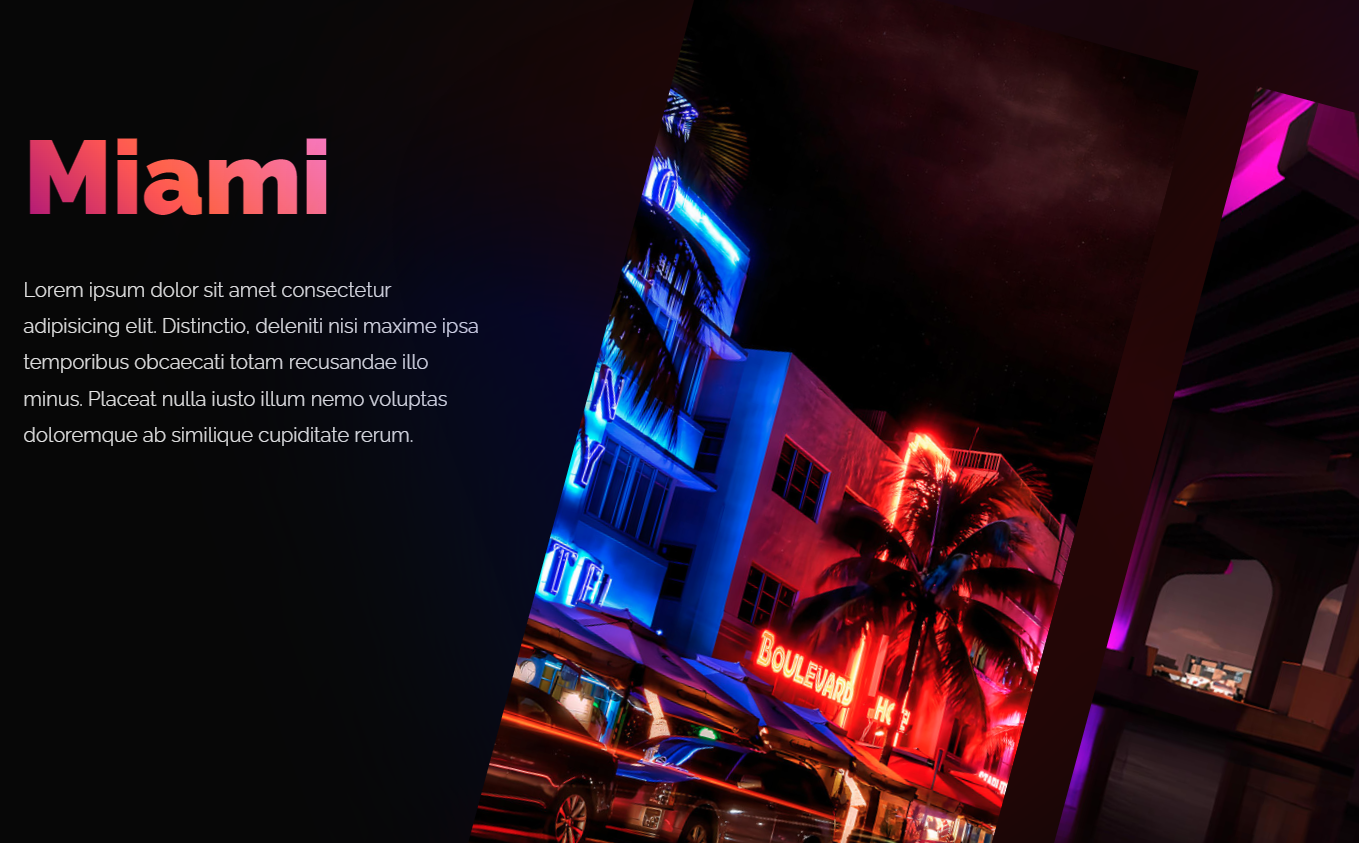 Miami
Lorem ipsum dolor sit amet consectetur
adipisicing elit. Distinctio, deleniti nisi maxime ipsa
temporibus obcaecati totam recusandae illo
minus. Placeat nulla iusto illum nemo voluptas
doloremque ab similique cupiditate rerum.
O
N
Y
BOULEVARD